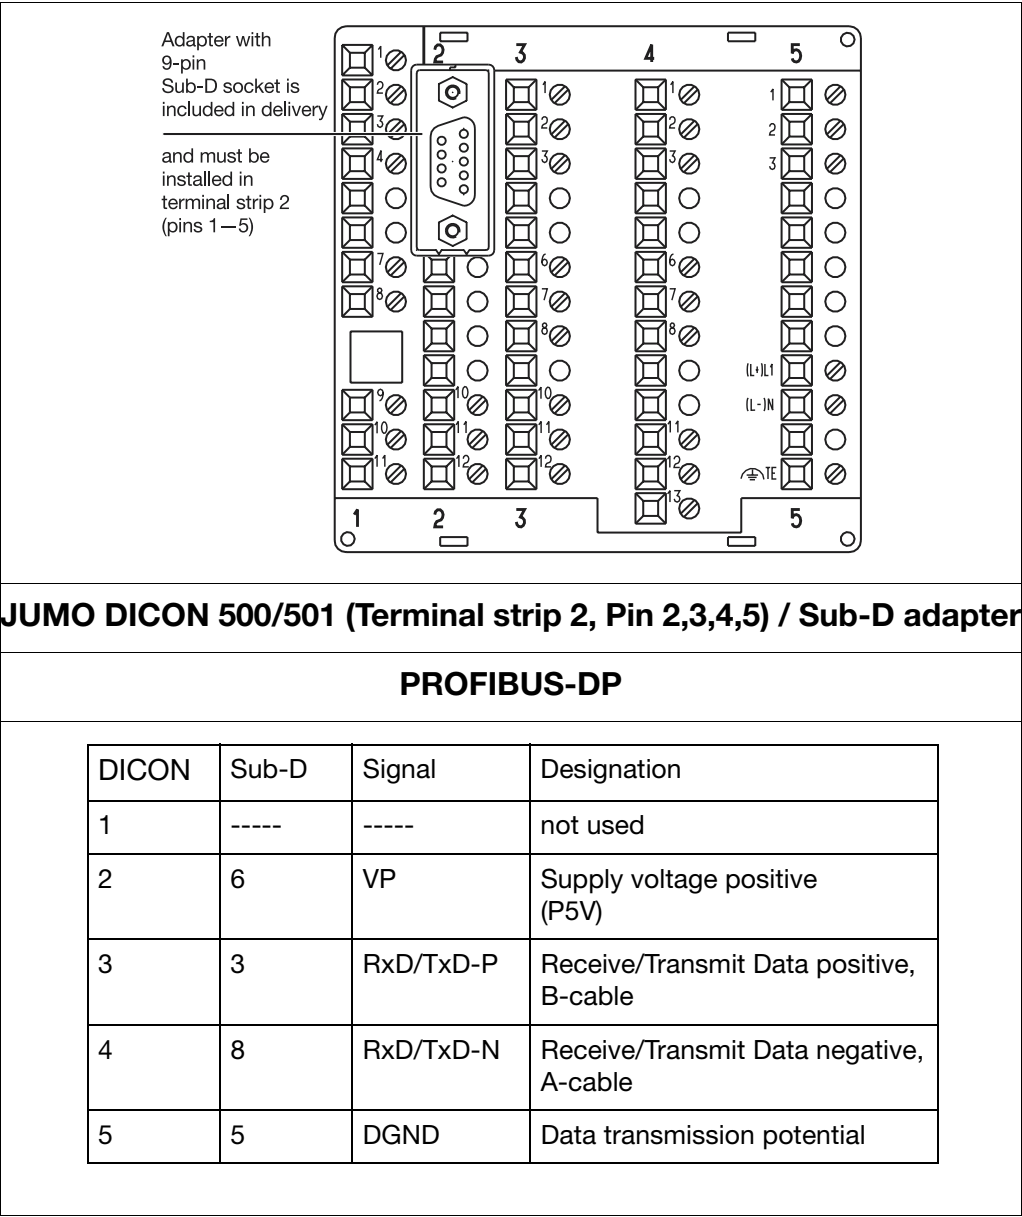 Adapter with
9-pin
Sub-D socket is
included in delivery
and must be
installed in
terminal strip 2
(pins 1—5)
2 3 4 5
1 1 1 1
2 2 2 2
3 3 3 3
4
7 6 6
8 7 7
8 8
(L+)L1
9 10 10 (L-)N
10 11 11 11
11 12 12 12 TE
13
1 2 3 5
JUMO DICON 500/501 (Terminal strip 2, Pin 2,3,4,5) / Sub-D adapter
PROFIBUS-DP
DICON Sub-D Signal Designation
1 ----- ----- not used
2 6 VP Supply voltage positive
(P5V)
3 3 RxD/TxD-P Receive/Transmit Data positive,
B-cable
4 8 RxD/TxD-N Receive/Transmit Data negative,
A-cable
5 5 DGND Data transmission potential